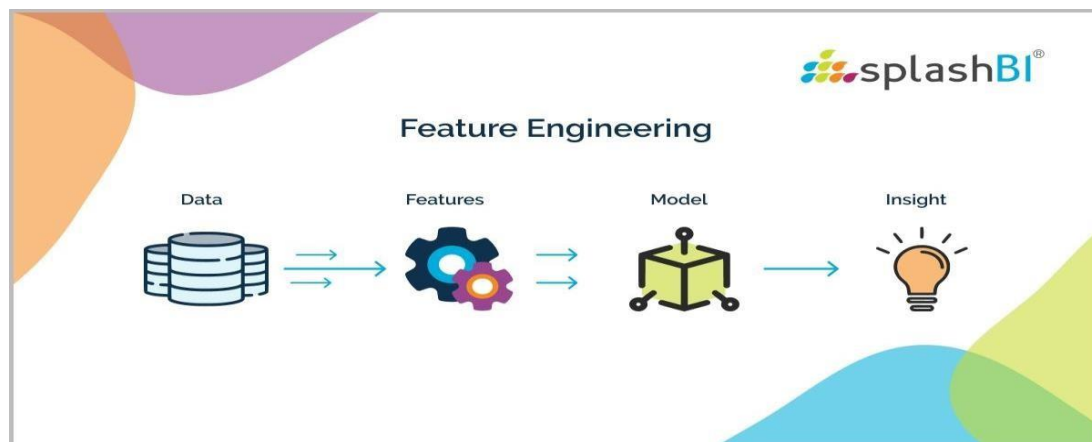 splashBI®
Feature Engineering
Data
Features
Model
Insight